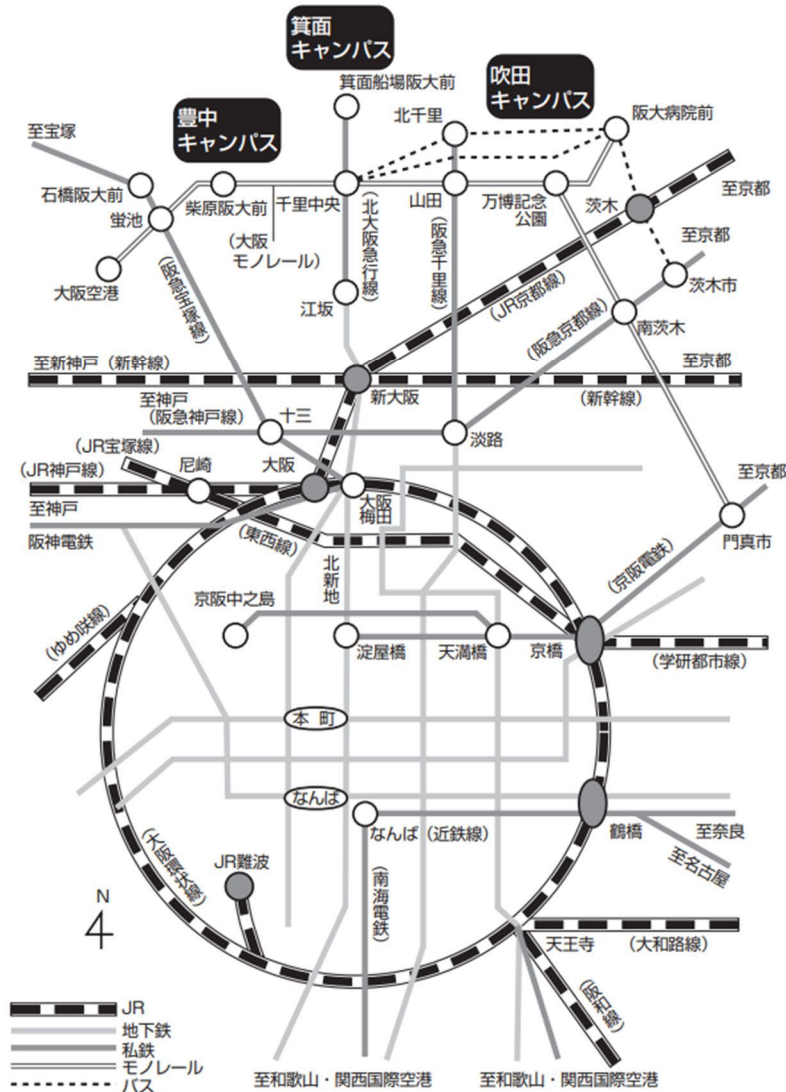 箕面
キャンパス
箕面船場阪大前
吹田
キャンパス
北千里
阪大病院前
豊中
キャンパス
至宝塚
石橋阪大前
柴原阪大前
千里中央
山田
万博記念
公園
茨木
至京都
蛍池
(大阪
モノレール)
(北大阪急行線)
(阪急千里線)
至京都
大阪空港
(阪急宝塚線)
江坂
(JR京都線)
茨木市
(阪急京都線)
南茨木
至新神戸(新幹線)
至京都
新大阪
(新幹線)
至神戸
(阪急神戸線)
十三
淡路
(JR宝塚線)
(JR神戸線)
尼崎
大阪
至京都
至神戸
大阪
梅田
阪神電鉄
(東西線)
門真市
北新地
(京阪電鉄)
京阪中之島
(ゆめ咲線)
淀屋橋
天満橋
京橋
(学研都市線)
本町
なんば
なんば(近鉄線)
鶴橋
至奈良
至名古屋
(大阪環状線)
JR難波
(南海電鉄)
N
天王寺
(大和路線)
(阪和線)
JR
地下鉄
私鉄
モノレール
バス
至和歌山・関西国際空港
至和歌山・関西国際空港